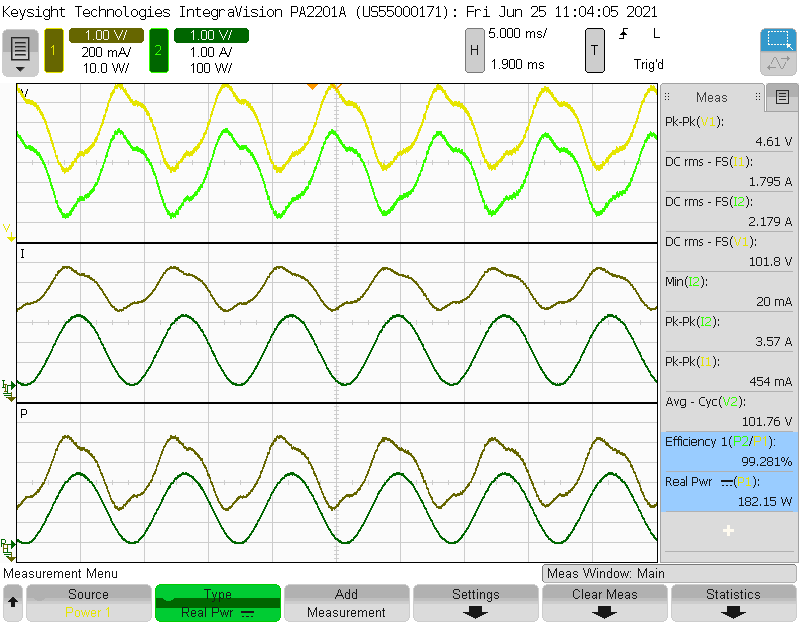 Keysight Technologies IntegraVision PA2201A (US55000171): Fri Jun 25 11:04:05 2021
1 1.00 V/ 2 1.00 V/ H 5.000 ms/ T L
200 mA/ 1.00 A/
10.0 W/ 100 W/ 1.900 ms Trig'd
V
Meas
Pk-Pk(V1):
4.61 V
DC rms - FS(I1):
1.795 A
DC rms - FS(I2):
2.179 A
DC rms - FS(V1):
101.8 V
Min(I2):
20 mA
Pk-Pk(I2):
3.57 A
Pk-Pk(I1):
454 mA
Avg - Cyc(V2):
101.76 V
Efficiency 1(P2/P ):
99.281%
Real Pwr (P1):
182.15 W
V
I
I
P
P
Measurement Menu
Meas Window: Main
Source
Power 1
Type
Real Pwr
Add
Measurement
Settings
Clear Meas
Statistics